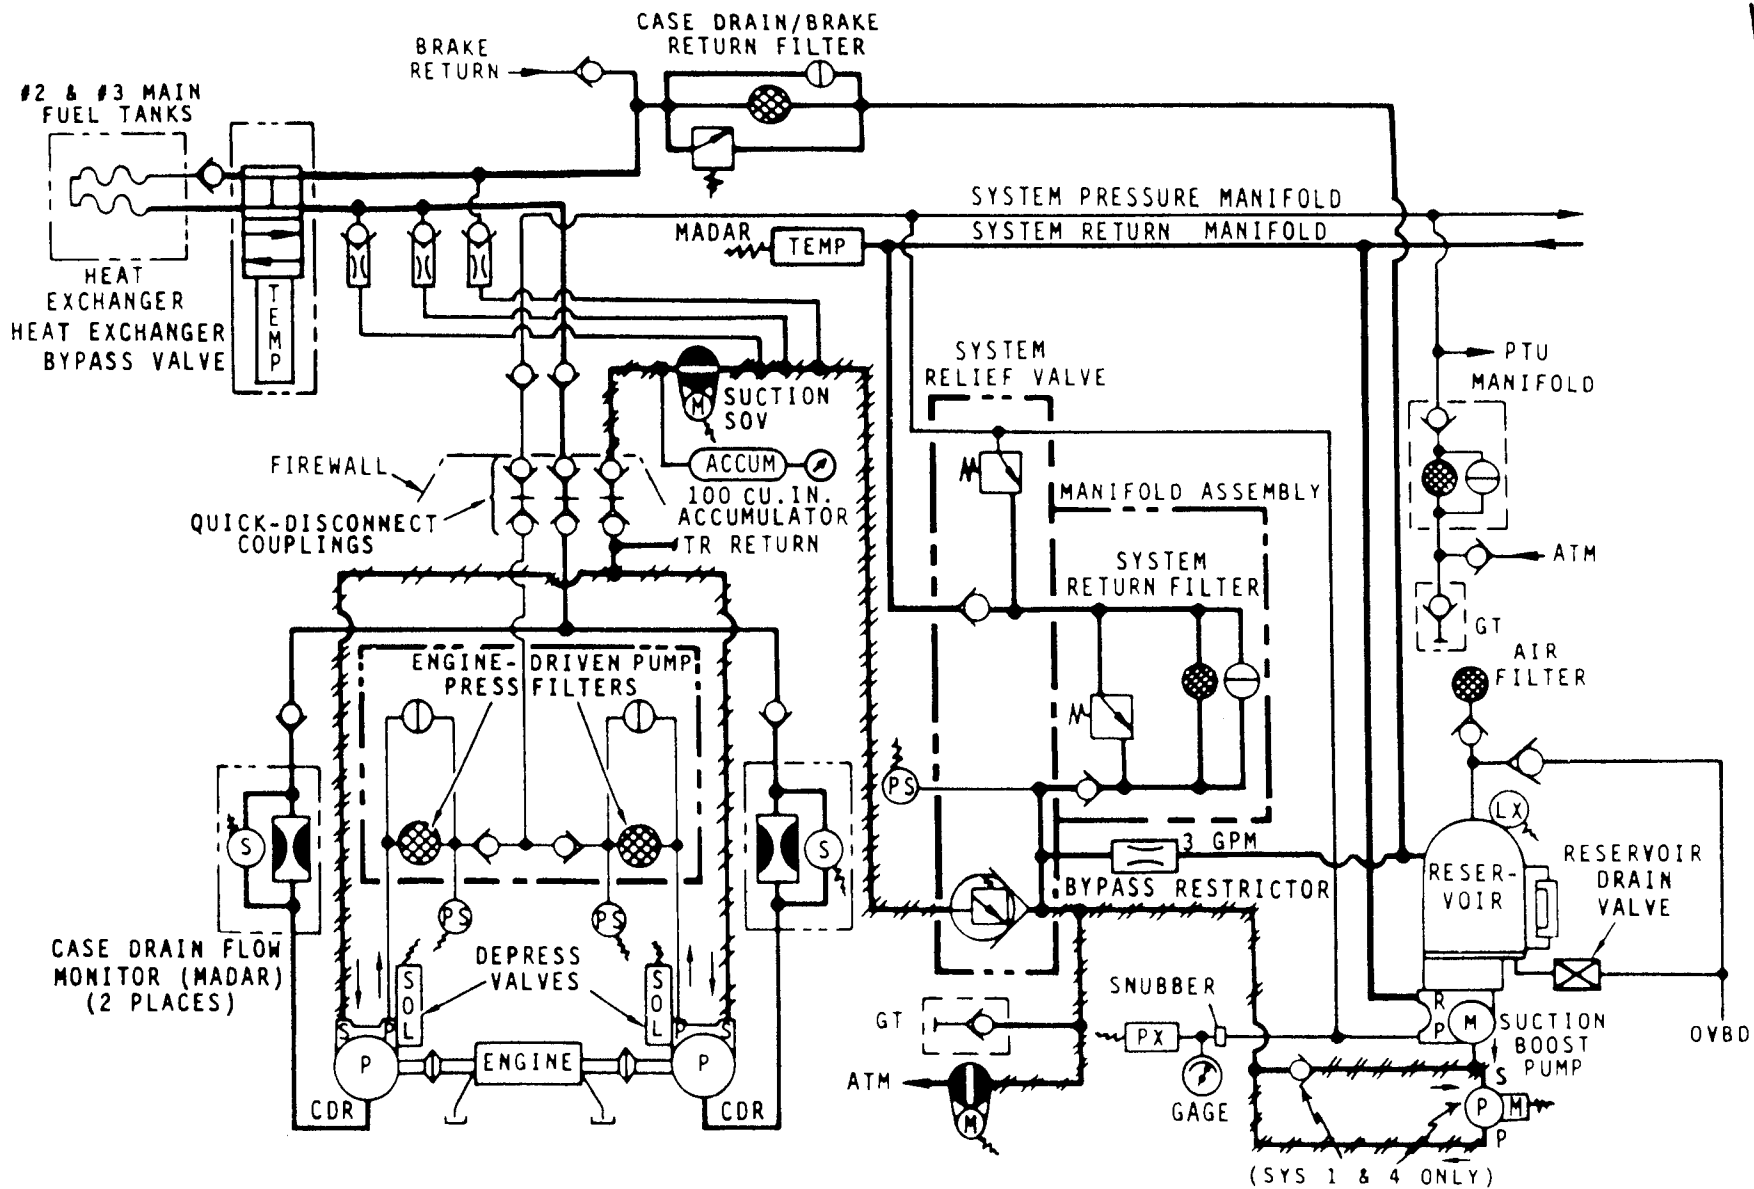 CASE DRAIN/BRAKE
RETURN FILTER
BRAKE
RETURN
#2 & #3 MAIN
FUEL TANKS
SYSTEM PRESSURE MANIFOLD
MADAR
TEMP
SYSTEM RETURN MANIFOLD
HEAT
EXCHANGER
HEAT EXCHANGER
BYPASS VALVE
TEMP
SYSTEM
RELIEF VALVE
PTU
MANIFOLD
M
SUCTION
SOV
FIREWALL
ACCUM
100 CU.IN.
ACCUMULATOR
MANIFOLD ASSEMBLY
QUICK-DISCONNECT
COUPLINGS
TR RETURN
ATM
SYSTEM
RETURN FILTER
GT
AIR
FILTER
ENGINE-DRIVEN PUMP
PRESS FILTERS
PS
LX
S
S
3 GPM
BYPASS RESTRICTOR
RESER-
VOIR
RESERVOIR
DRAIN
VALVE
PS
PS
CASE DRAIN FLOW
MONITOR (MADAR)
(2 PLACES)
DEPRESS
VALVES
SOL
SOL
SNUBBER
R
P
M
SUCTION
BOOST
PUMP
OVBD
GT
PX
S
P
P
S
P
P
ENGINE
ATM
M
GAGE
S
P
M
P
CDR
CDR
(SYS 1 & 4 ONLY)